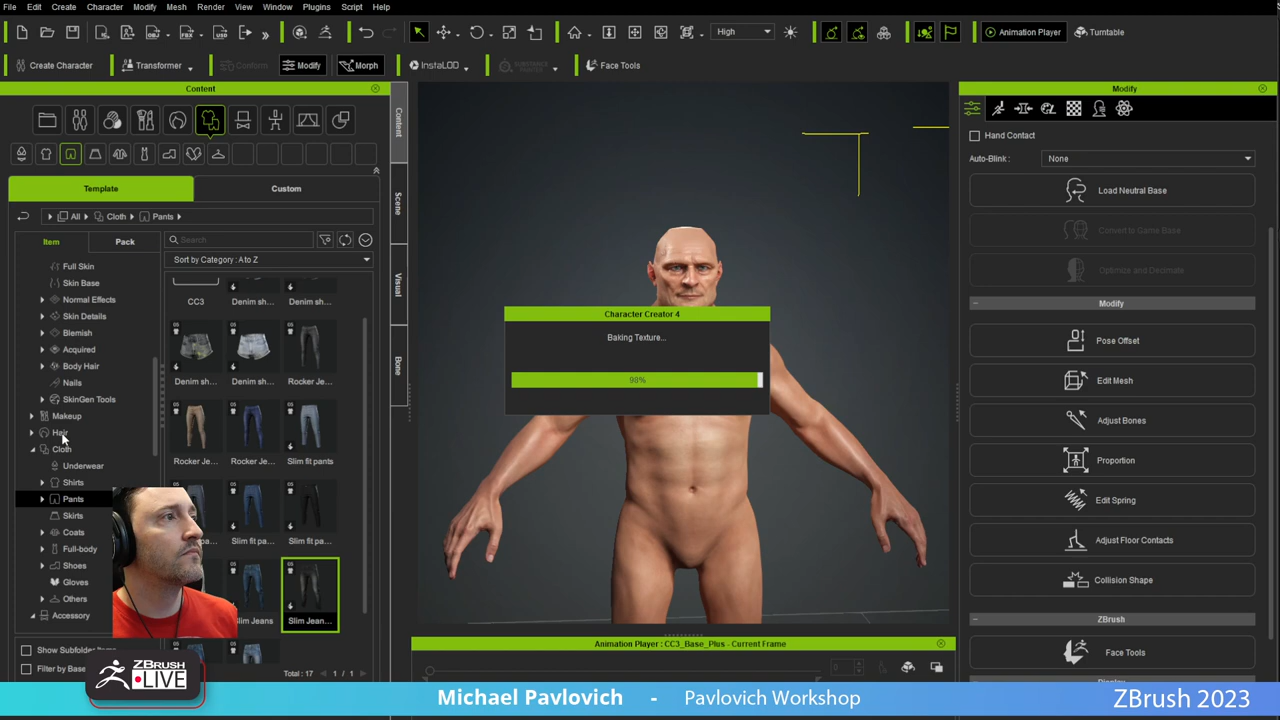 File Edit Create Character Modify Mesh Render View Window Plugins Script Help
High
Animation Player
Turntable
Create Character
Transformer
Conform
Modify
Morph
InstaLOD
Face Tools
Content
Modify
Content
Scene
Visual
Bone
Template
Custom
All
Cloth
Pants
Item
Pack
Search
Sort by Category : A to Z
Full Skin
Skin Base
Normal Effects
Skin Details
Blemish
Acquired
Body Hair
Nails
SkinGen Tools
Makeup
Hair
Cloth
Underwear
Shirts
Pants
Skirts
Coats
Full-body
Shoes
Gloves
Others
Accessory
Show Subfolder Items
Filter by Base
CC3
Denim sh...
Denim sh...
Denim sh...
Denim sh...
Rocker Je...
Rocker Je...
Rocker Je...
Slim fit pants
Slim fit pa...
Slim fit pa...
Slim Jeans
Slim Jean...
Total : 17
1 / 1
Character Creator 4
Baking Texture...
98%
Animation Player : CC3_Base_Plus - Current Frame
0
Hand Contact
Auto-Blink :
None
Load Neutral Base
Convert to Game Base
Optimize and Decimate
Modify
Pose Offset
Edit Mesh
Adjust Bones
Proportion
Edit Spring
Adjust Floor Contacts
Collision Shape
ZBrush
Face Tools
ZBRUSH
LIVE
Michael Pavlovich - Pavlovich Workshop
ZBrush 2023